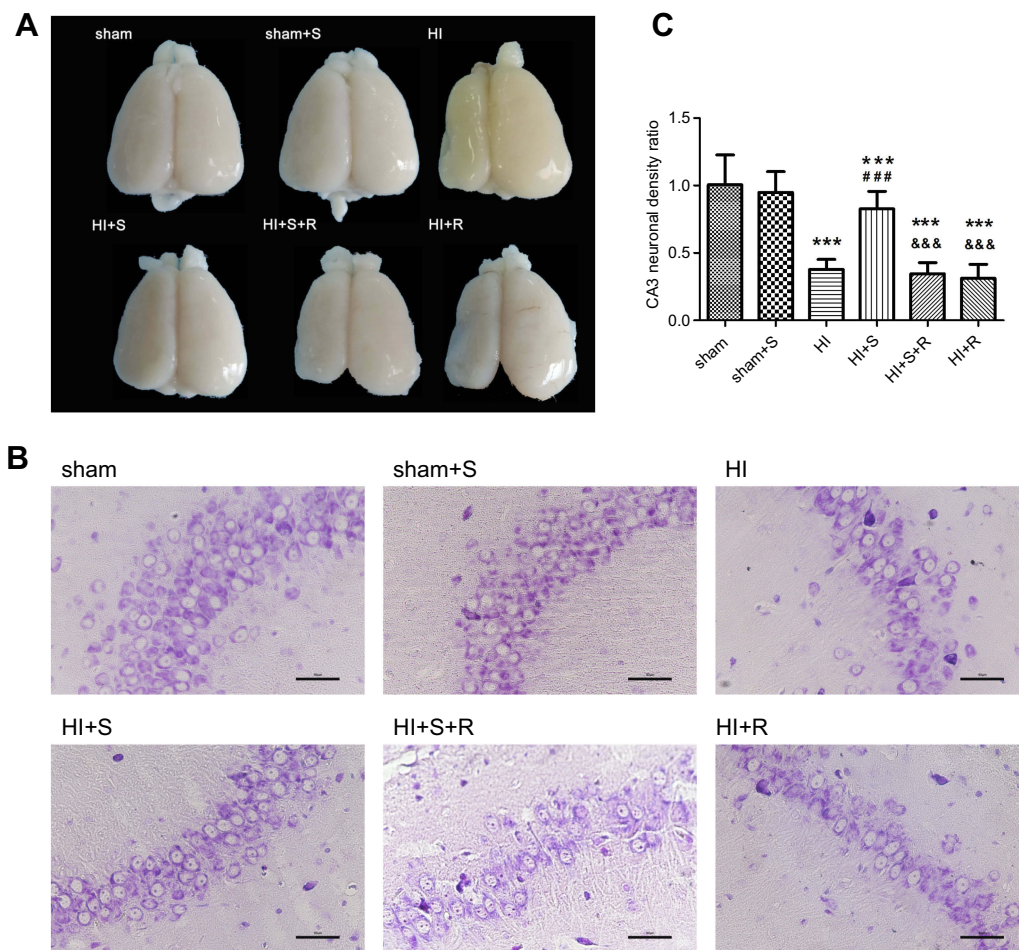 A
sham
sham+S
HI
HI+S
HI+S+R
HI+R
C
CA3 neuronal density ratio
1.5
1.0
0.5
0.0
***
***
###
***
&&&
***
&&&
sham
sham+S
HI
HI+S
HI+S+R
HI+R
B
sham
sham+S
HI
HI+S
HI+S+R
HI+R